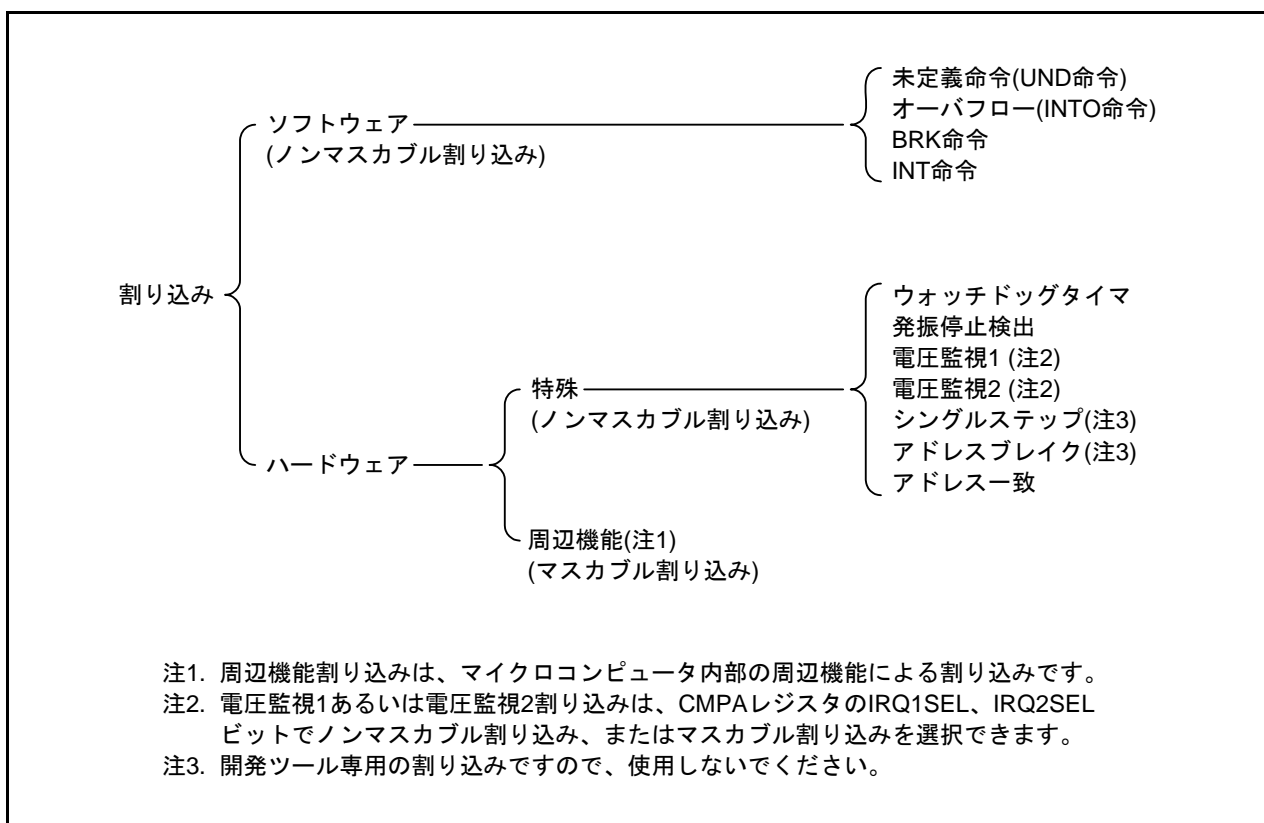 割り込み
ソフトウェア
(ノンマスカブル割り込み)
未定義命令(UND命令)
オーバフロー(INTO命令)
BRK命令
INT命令
ハードウェア
特殊
(ノンマスカブル割り込み)
ウォッチドッグタイマ
発振停止検出
電圧監視1 (注2)
電圧監視2 (注2)
シングルステップ(注3)
アドレスブレイク(注3)
アドレス一致
周辺機能(注1)
(マスカブル割り込み)
注1. 周辺機能割り込みは、マイクロコンピュータ内部の周辺機能による割り込みです。
注2. 電圧監視1あるいは電圧監視2割り込みは、CMPAレジスタのIRQ1SEL、IRQ2SEL
ビットでノンマスカブル割り込み、またはマスカブル割り込みを選択できます。
注3. 開発ツール専用の割り込みですので、使用しないでください。